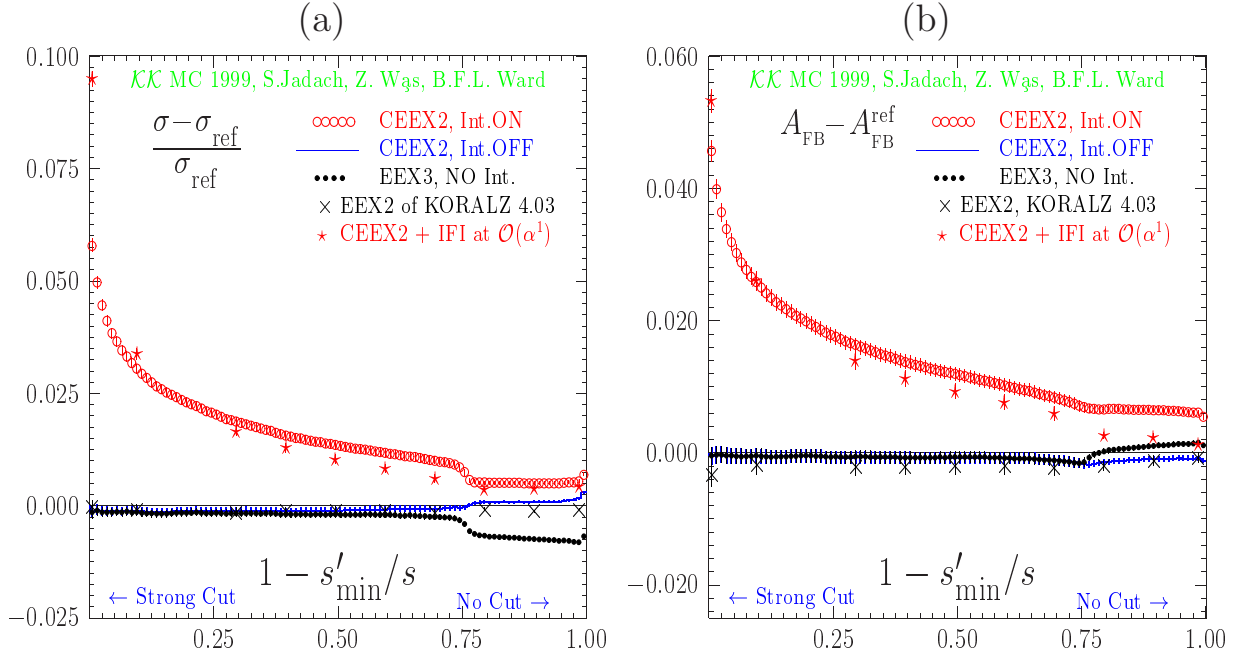 (a)
0.100
0.075
0.050
0.025
0.000
−0.025
𝒦𝒦 MC 1999, S.Jadach, Z. Wąs, B.F.L. Ward
σ−σref
σref
CEEX2, Int.ON
CEEX2, Int.OFF
EEX3, NO Int.
EEX2 of KORALZ 4.03
CEEX2 + IFI at 𝒪(α¹)
1 − s′min/s
← Strong Cut
No Cut →
0.25 0.50 0.75 1.00
(b)
0.060
0.040
0.020
0.000
−0.020
𝒦𝒦 MC 1999, S.Jadach, Z. Wąs, B.F.L. Ward
AFB−AFBref
CEEX2, Int.ON
CEEX2, Int.OFF
EEX3, NO Int.
EEX2, KORALZ 4.03
CEEX2 + IFI at 𝒪(α¹)
1 − s′min/s
← Strong Cut
No Cut →
0.25 0.50 0.75 1.00